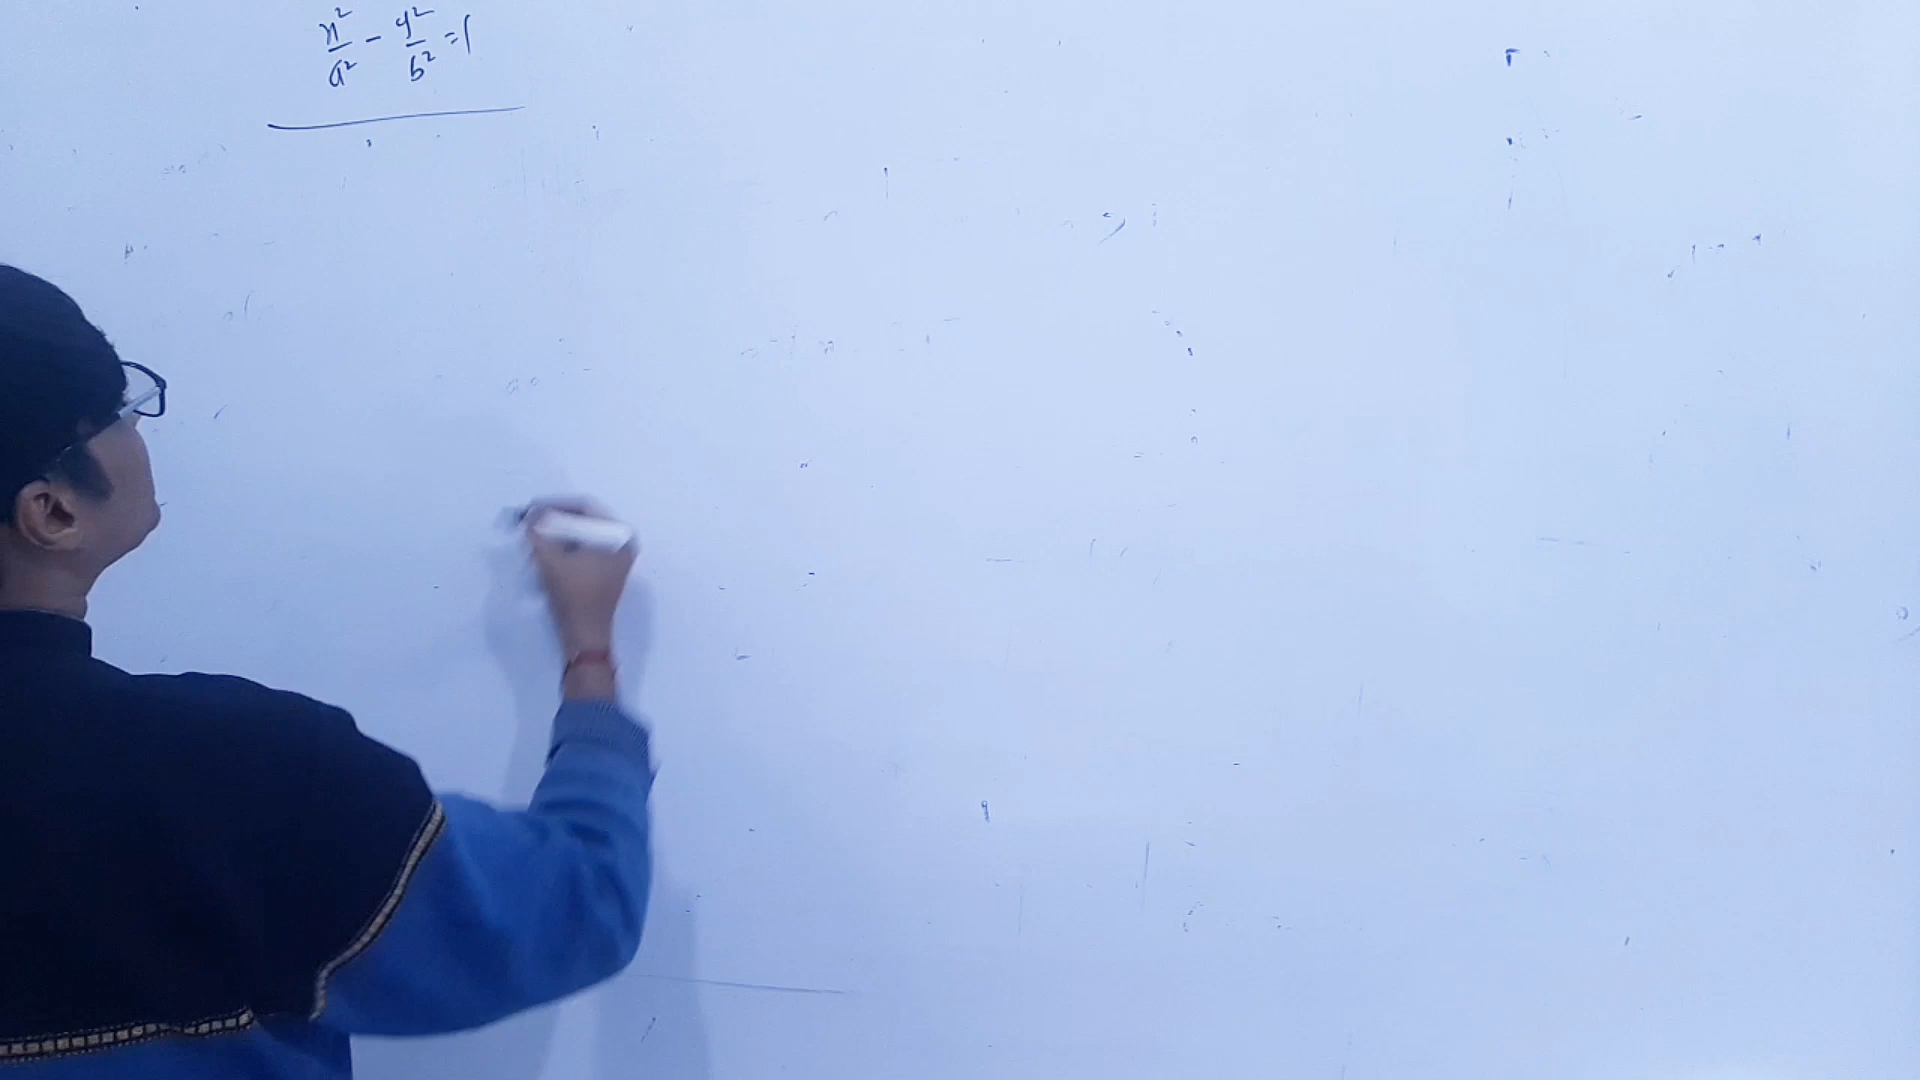 x²/a² - y²/b² = 1